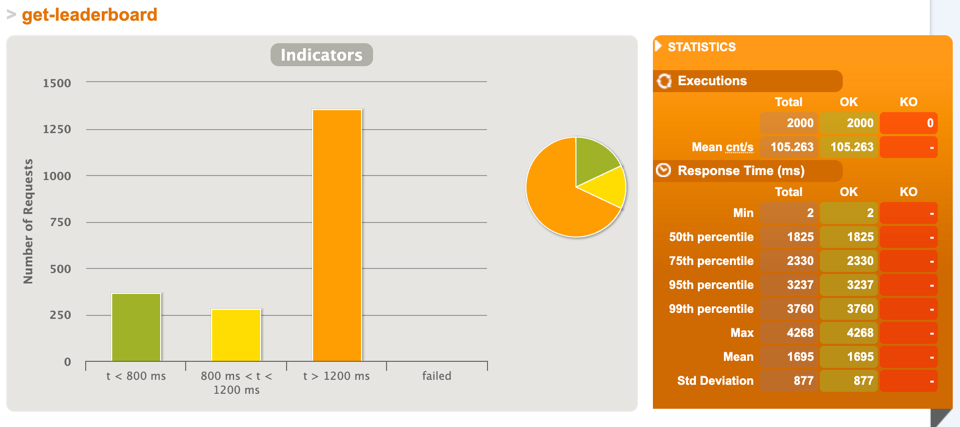 > get-leaderboard
Indicators
Number of Requests
1500
1250
1000
750
500
250
0
t < 800 ms
800 ms < t <
1200 ms
t > 1200 ms
failed
STATISTICS
Executions
Total OK KO
2000 2000 0
Mean cnt/s 105.263 105.263 -
Response Time (ms)
Total OK KO
Min 2 2 -
50th percentile 1825 1825 -
75th percentile 2330 2330 -
95th percentile 3237 3237 -
99th percentile 3760 3760 -
Max 4268 4268 -
Mean 1695 1695 -
Std Deviation 877 877 -